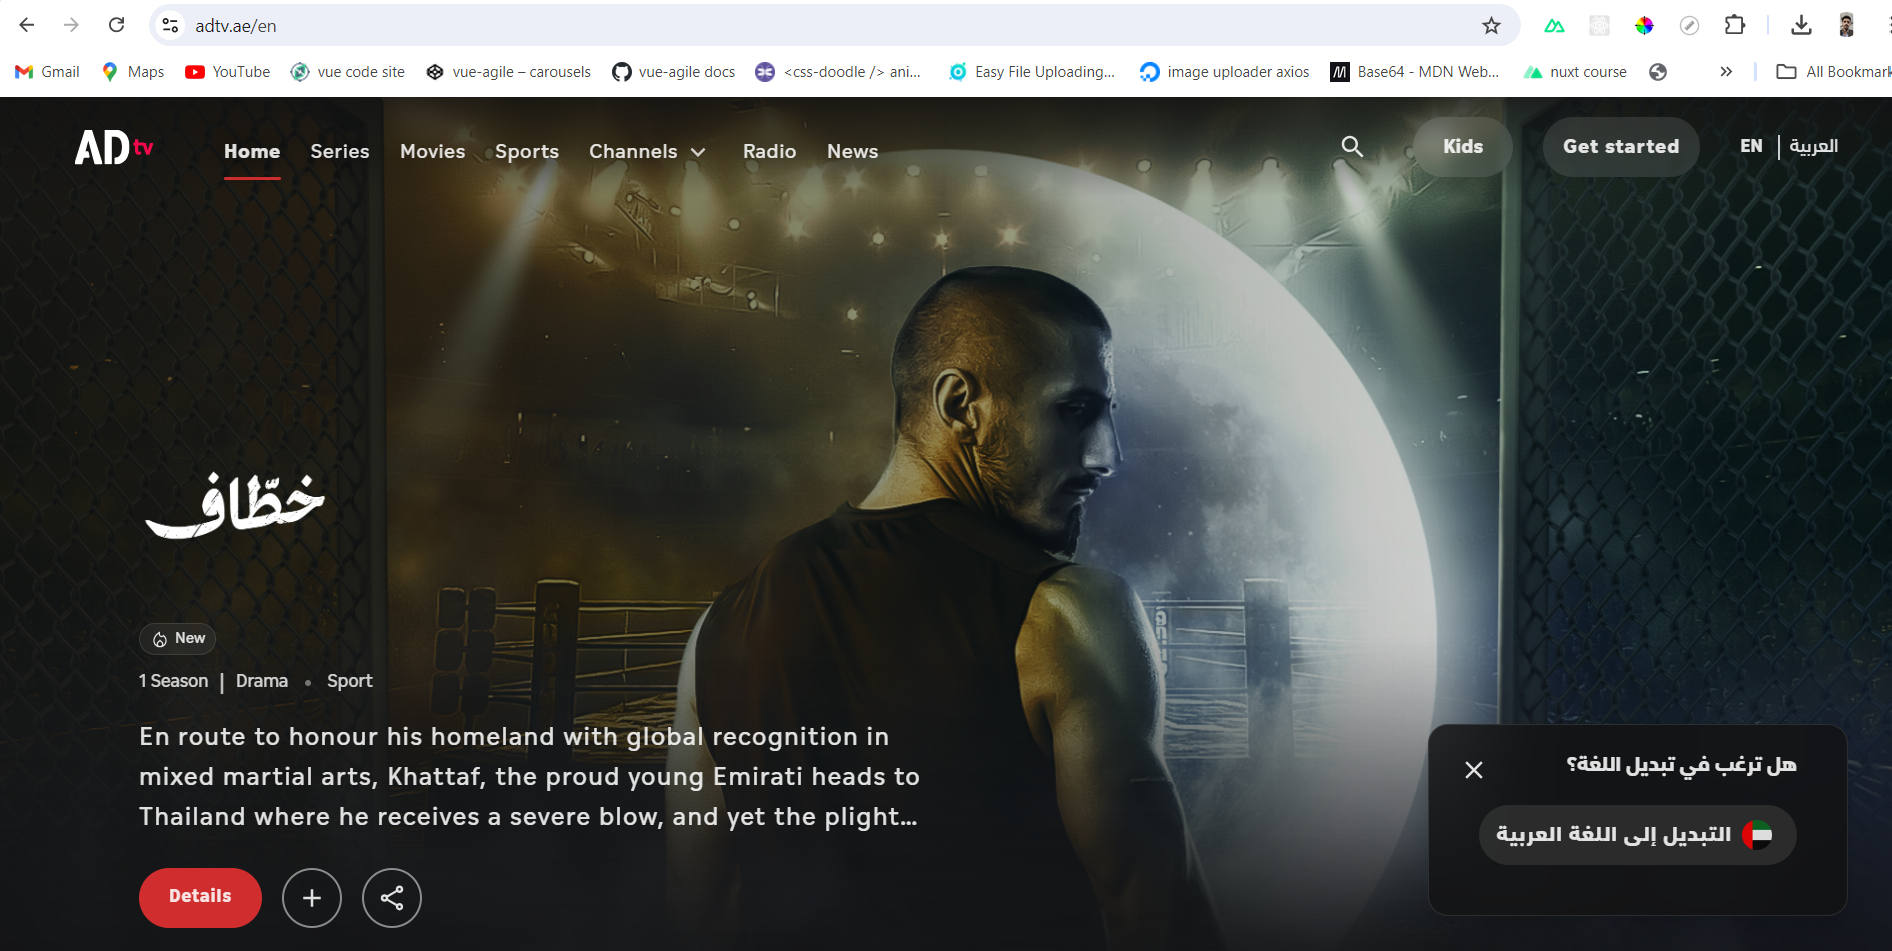 adtv.ae/en
Gmail
Maps
YouTube
vue code site
vue-agile – carousels
vue-agile docs
<css-doodle /> ani...
Easy File Uploading...
image uploader axios
M
Base64 - MDN Web...
nuxt course
»
All Bookmark
AD tv
Home
Series
Movies
Sports
Channels
Radio
News
Kids
Get started
EN | العربية
خطّاف
New
1 Season | Drama • Sport
En route to honour his homeland with global recognition in
mixed martial arts, Khattaf, the proud young Emirati heads to
Thailand where he receives a severe blow, and yet the plight...
Details
هل ترغب في تبديل اللغة؟
التبديل إلى اللغة العربية